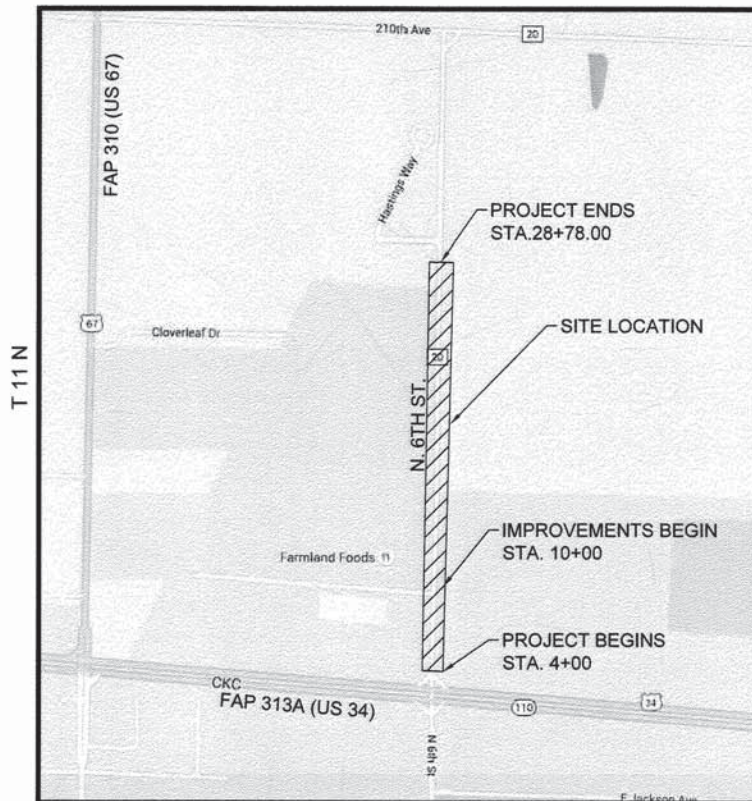 210th Ave
20
FAP 310 (US 67)
Hastings Way
PROJECT ENDS
STA.28+78.00
67
Cloverleaf Dr
SITE LOCATION
20
T 11 N
N. 6TH ST.
IMPROVEMENTS BEGIN
STA. 10+00
Farmland Foods
PROJECT BEGINS
STA. 4+00
CKC
FAP 313A (US 34)
110
34
N 6th St
E Jackson Ave